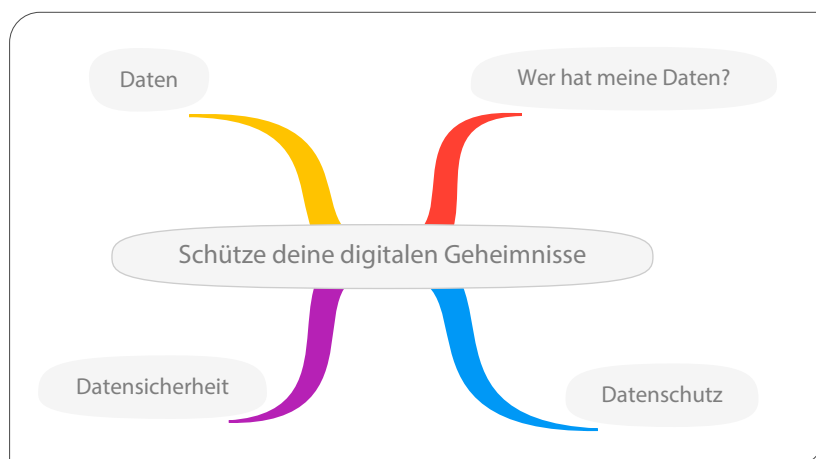 Daten
Wer hat meine Daten?
Schütze deine digitalen Geheimnisse
Datensicherheit
Datenschutz